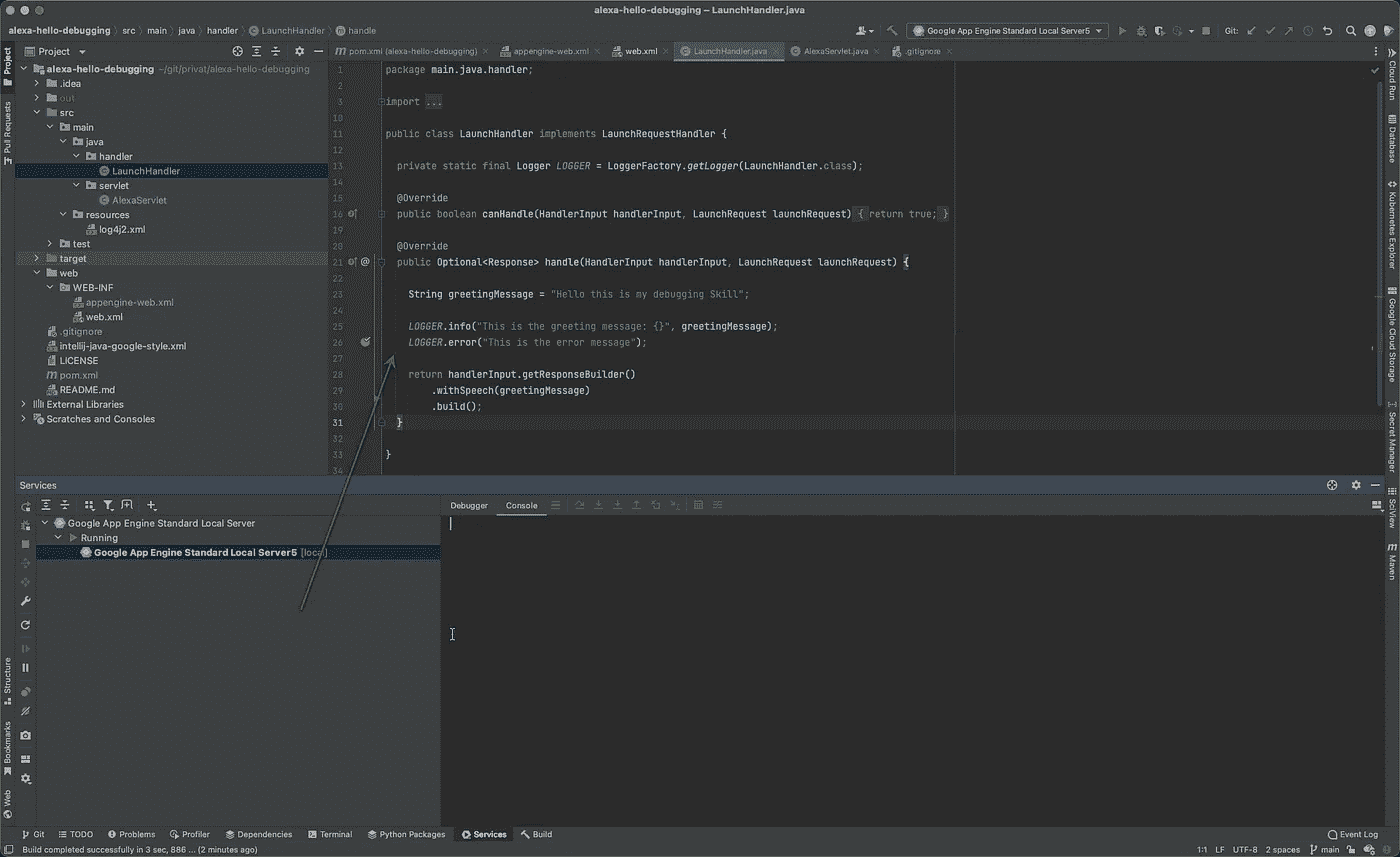 alexa-hello-debugging – LaunchHandler.java
alexa-hello-debugging src main java handler LaunchHandler handle
Google App Engine Standard Local Server5
Git:
Project
pom.xml (alexa-hello-debugging)
appengine-web.xml
web.xml
LaunchHandler.java
AlexaServlet.java
.gitignore
Project
Pull Requests
alexa-hello-debugging ~/git/privat/alexa-hello-debugging
.idea
out
src
main
java
handler
LaunchHandler
servlet
AlexaServlet
resources
log4j2.xml
test
target
web
WEB-INF
appengine-web.xml
web.xml
.gitignore
intellij-java-google-style.xml
LICENSE
pom.xml
README.md
External Libraries
Scratches and Consoles
1 package main.java.handler;
2
3 import ...
10
11 public class LaunchHandler implements LaunchRequestHandler {
12
13 private static final Logger LOGGER = LoggerFactory.getLogger(LaunchHandler.class);
14
15 @Override
16 public boolean canHandle(HandlerInput handlerInput, LaunchRequest launchRequest) { return true; }
19
20 @Override
21 public Optional<Response> handle(HandlerInput handlerInput, LaunchRequest launchRequest) {
22
23 String greetingMessage = "Hello this is my debugging Skill";
24
25 LOGGER.info("This is the greeting message: {}", greetingMessage);
26 LOGGER.error("This is the error message");
27
28 return handlerInput.getResponseBuilder()
29 .withSpeech(greetingMessage)
30 .build();
31 }
32
33 }
34
Cloud Run
Database
Kubernetes Explorer
Google Cloud Storage
Secret Manager
SciView
Maven
Services
Debugger Console
Google App Engine Standard Local Server
Running
Google App Engine Standard Local Server5 [local]
Structure
Bookmarks
Web
Git TODO Problems Profiler Dependencies Terminal Python Packages Services Build Event Log
Build completed successfully in 3 sec, 886 ... (2 minutes ago) 1:1 LF UTF-8 2 spaces main